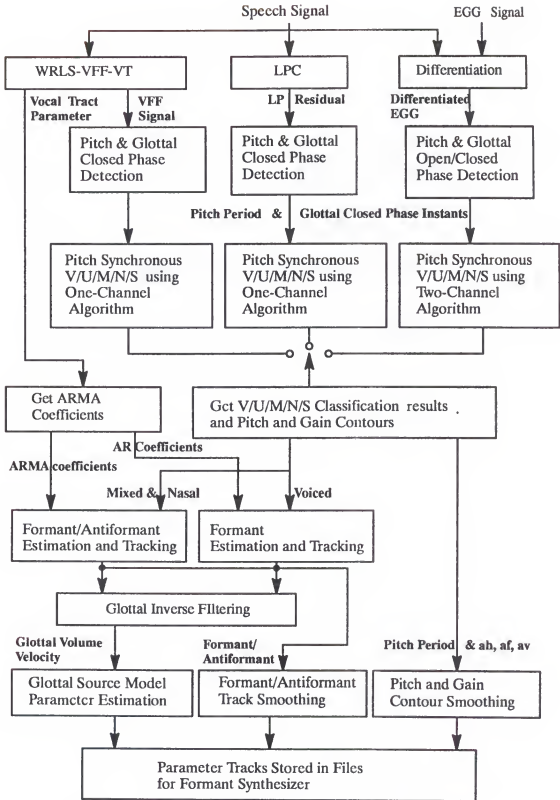 Speech Signal
EGG Signal
WRLS-VFF-VT
LPC
Differentiation
Vocal Tract
Parameter
VFF
Signal
LP Residual
Differentiated
EGG
Pitch & Glottal
Closed Phase
Detection
Pitch & Glottal
Closed Phase
Detection
Pitch & Glottal
Open/Closed
Phase Detection
Pitch Period & Glottal Closed Phase Instants
Pitch Synchronous
V/U/M/N/S using
One-Channel
Algorithm
Pitch Synchronous
V/U/M/N/S using
One-Channel
Algorithm
Pitch Synchronous
V/U/M/N/S using
Two-Channel
Algorithm
Get ARMA
Coefficients
Get V/U/M/N/S Classification results
and Pitch and Gain Contours
AR Coefficients
ARMA coefficients
Mixed & Nasal
Voiced
Formant/Antiformant
Estimation and Tracking
Formant
Estimation and Tracking
Glottal Inverse FIltering
Glottal Volume
Velocity
Formant/
Antiformant
Pitch Period & ah, af, av
Glottal Source Model
Parameter Estimation
Formant/Antiformant
Track Smoothing
Pitch and Gain
Contour Smoothing
Parameter Tracks Stored in Files
for Formant Synthesizer